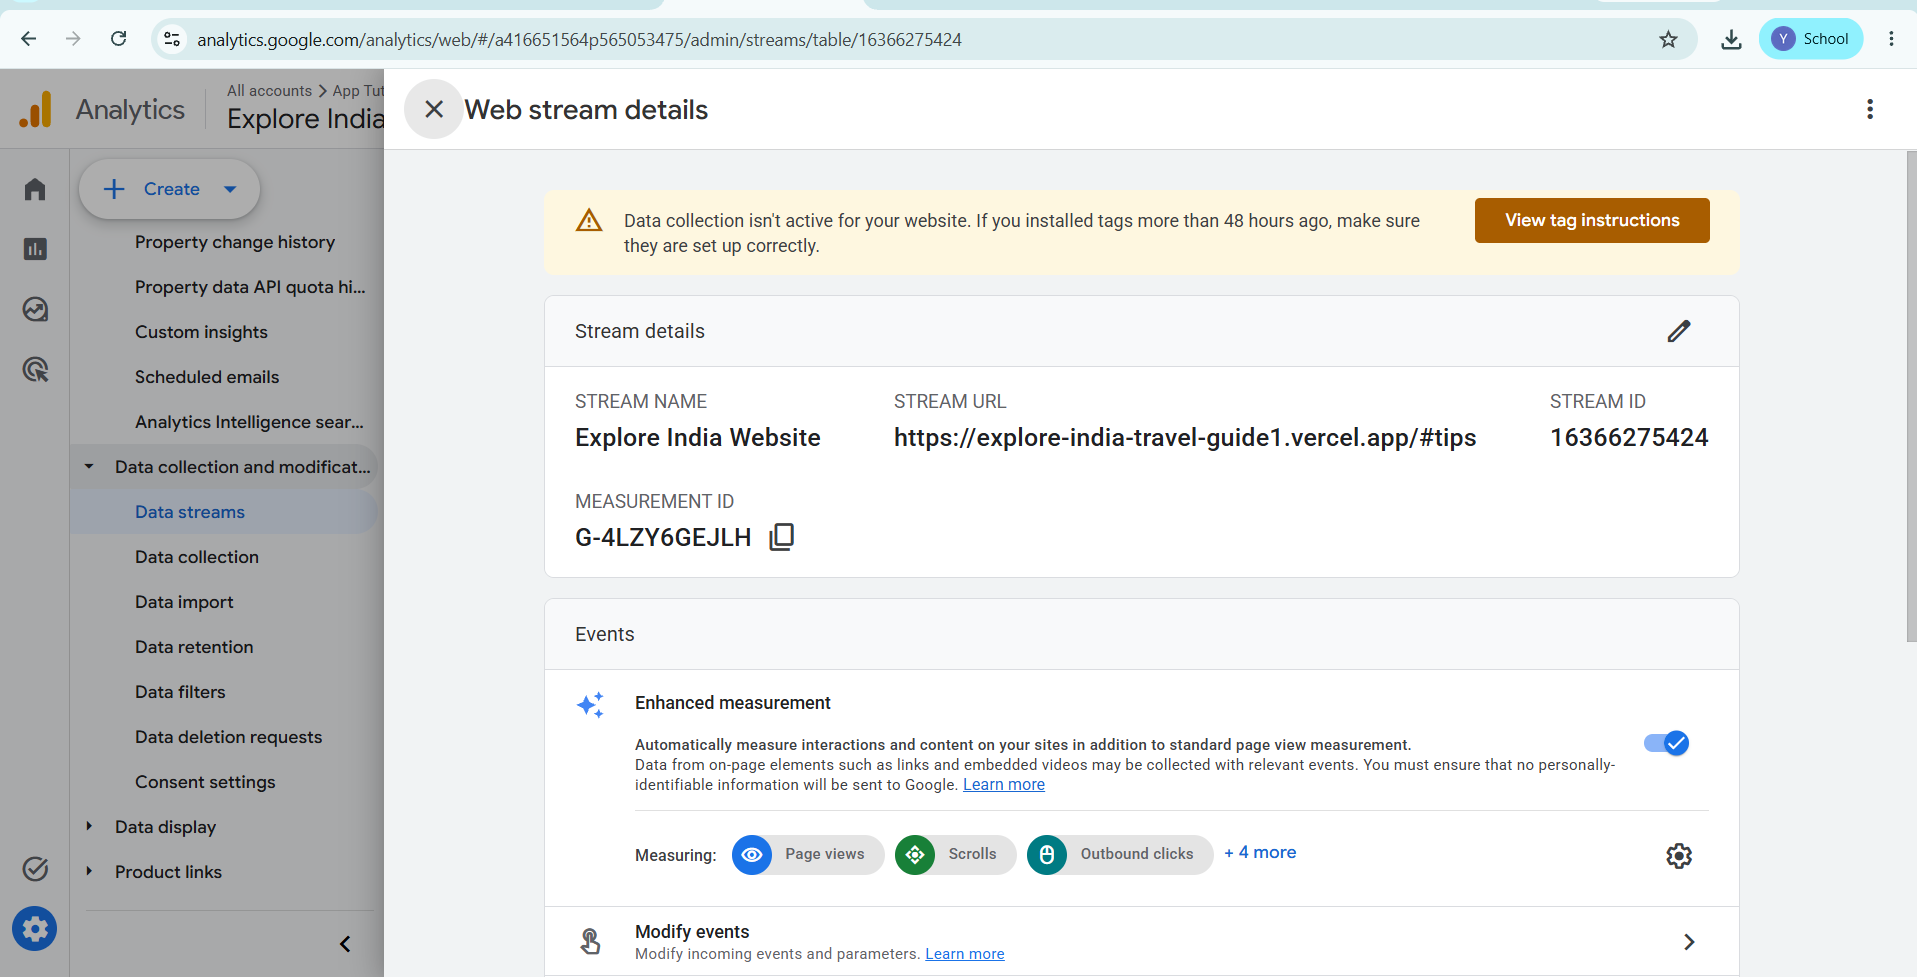 analytics.google.com/analytics/web/#/a416651564p565053475/admin/streams/table/16366275424
Y School
Analytics
All accounts > App Tut
Explore India
Create
Property change history
Property data API quota hi...
Custom insights
Scheduled emails
Analytics Intelligence sear...
Data collection and modificat...
Data streams
Data collection
Data import
Data retention
Data filters
Data deletion requests
Consent settings
Data display
Product links
Web stream details
Data collection isn't active for your website. If you installed tags more than 48 hours ago, make sure
they are set up correctly.
View tag instructions
Stream details
STREAM NAME
Explore India Website
STREAM URL
https://explore-india-travel-guide1.vercel.app/#tips
STREAM ID
16366275424
MEASUREMENT ID
G-4LZY6GEJLH
Events
Enhanced measurement
Automatically measure interactions and content on your sites in addition to standard page view measurement.
Data from on-page elements such as links and embedded videos may be collected with relevant events. You must ensure that no personally-
identifiable information will be sent to Google. Learn more
Measuring:
Page views
Scrolls
Outbound clicks
+ 4 more
Modify events
Modify incoming events and parameters. Learn more